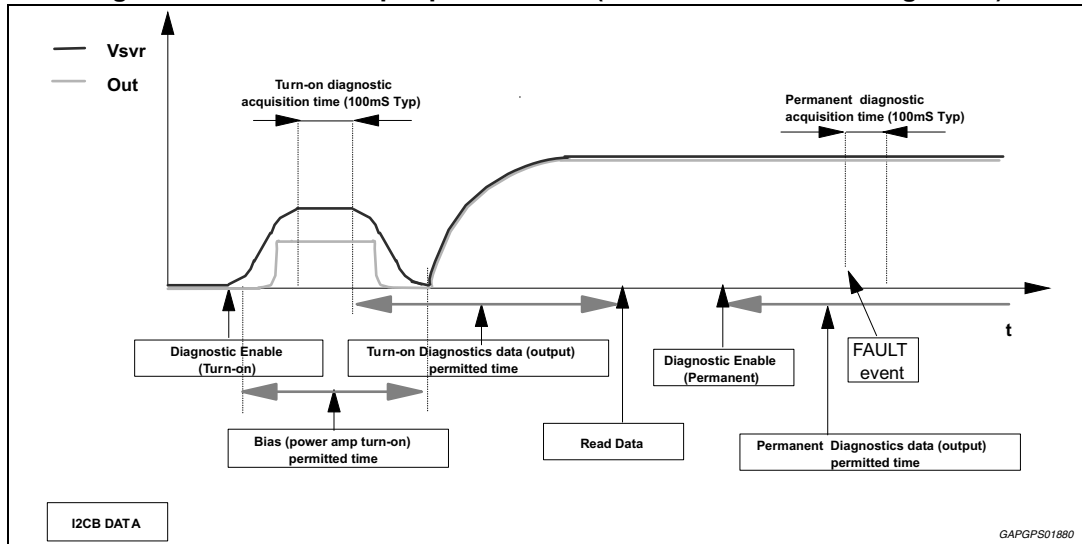 Vsvr
Out
Turn-on diagnostic
acquisition time (100mS Typ)
Permanent diagnostic
acquisition time (100mS Typ)
t
Diagnostic Enable
(Turn-on)
Turn-on Diagnostics data (output)
permitted time
Diagnostic Enable
(Permanent)
FAULT
event
Bias (power amp turn-on)
permitted time
Read Data
Permanent Diagnostics data (output)
permitted time
I2CB DATA
GAPGPS01880